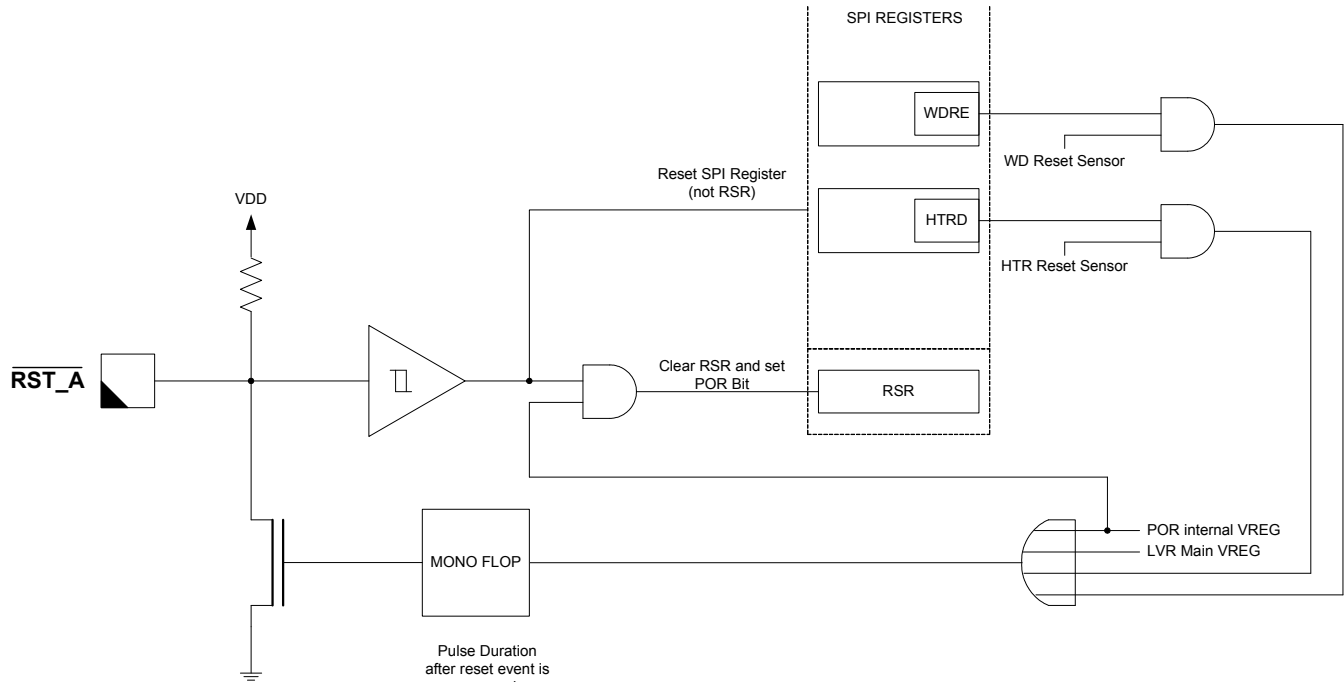 SPI REGISTERS
WDRE
WD Reset Sensor
Reset SPI Register
(not RSR)
VDD
HTRD
HTR Reset Sensor
RST_A
Clear RSR and set
POR Bit
RSR
MONO FLOP
POR internal VREG
LVR Main VREG
Pulse Duration
after reset event is